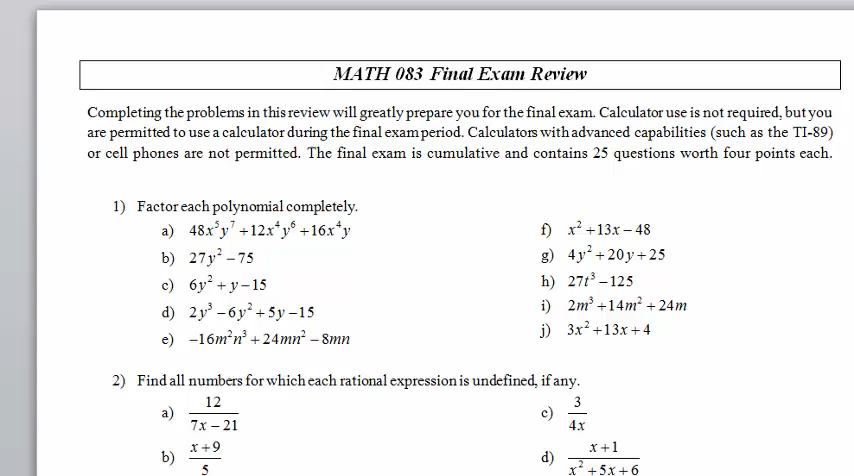 MATH 083 Final Exam Review
Completing the problems in this review will greatly prepare you for the final exam. Calculator use is not required, but you
are permitted to use a calculator during the final exam period. Calculators with advanced capabilities (such as the TI-89)
or cell phones are not permitted. The final exam is cumulative and contains 25 questions worth four points each.
1) Factor each polynomial completely.
a) 48x⁵y⁷ + 12x⁴y⁶ + 16x⁴y
b) 27y² − 75
c) 6y² + y − 15
d) 2y³ − 6y² + 5y − 15
e) −16m²n³ + 24mn² − 8mn
f) x² + 13x − 48
g) 4y² + 20y + 25
h) 27t³ − 125
i) 2m³ + 14m² + 24m
j) 3x² + 13x + 4
2) Find all numbers for which each rational expression is undefined, if any.
a) 12
7x − 21
b) x + 9
5
c) 3
4x
d) x + 1
x² + 5x + 6